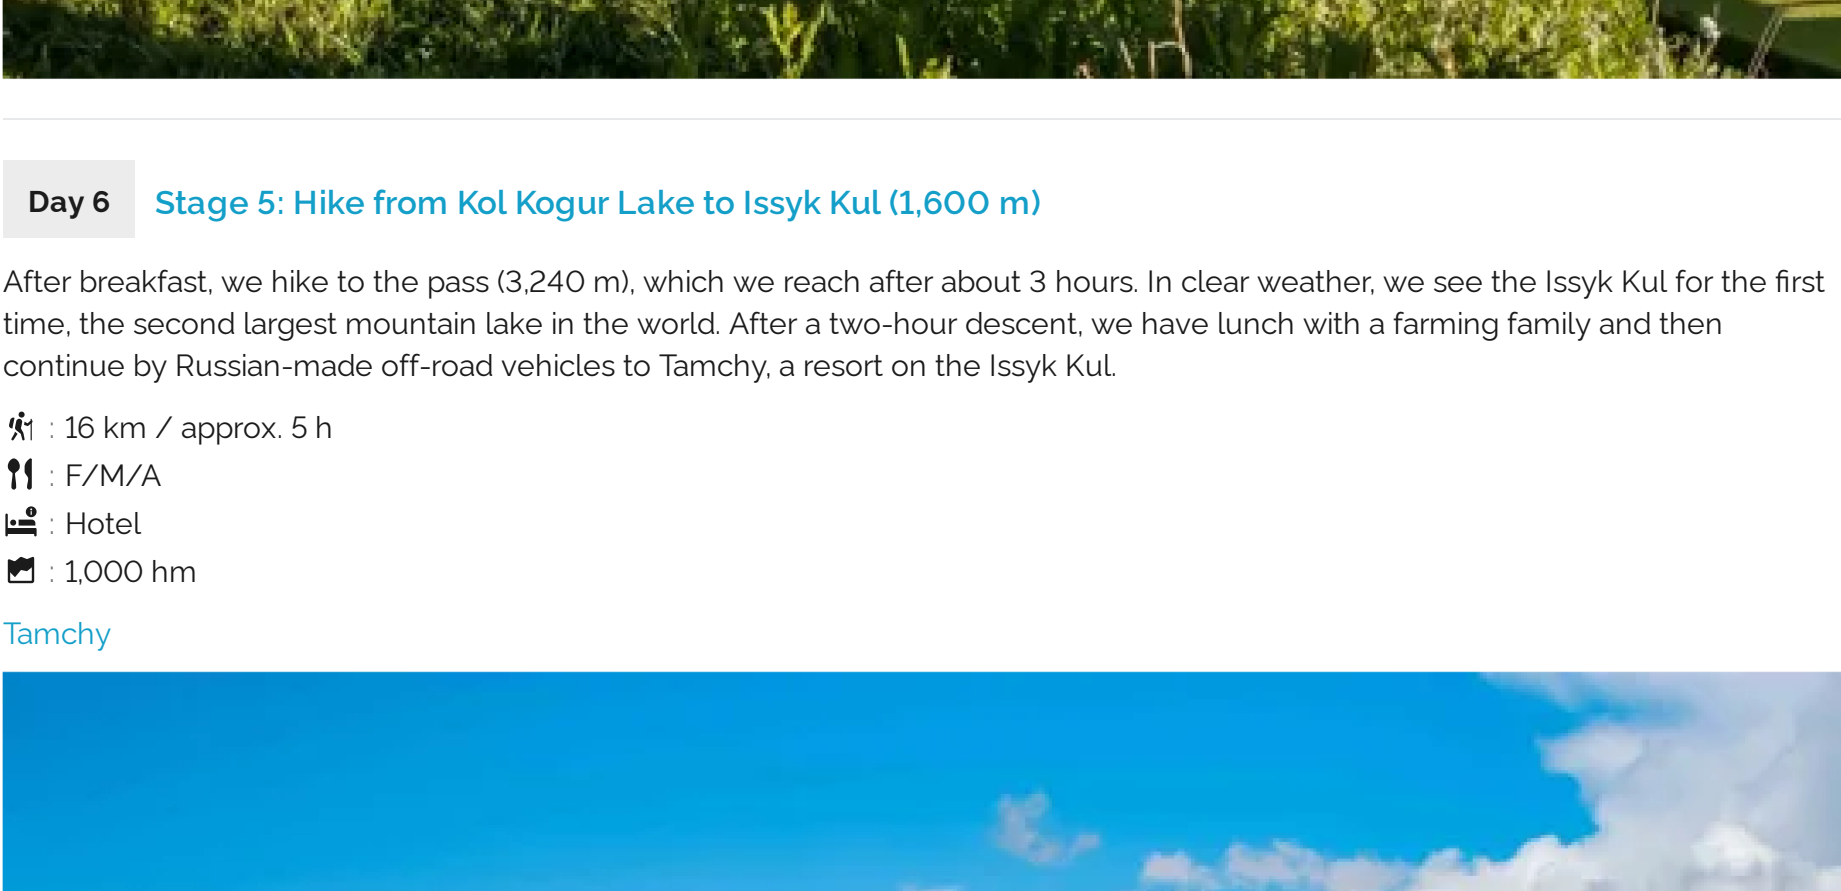 Day 6
Stage 5: Hike from Kol Kogur Lake to Issyk Kul (1,600 m)
After breakfast, we hike to the pass (3,240 m), which we reach after about 3 hours. In clear weather, we see the Issyk Kul for the first
time, the second largest mountain lake in the world. After a two-hour descent, we have lunch with a farming family and then
continue by Russian-made off-road vehicles to Tamchy, a resort on the Issyk Kul.
: 16 km / approx. 5 h
: F/M/A
: Hotel
: 1,000 hm
Tamchy